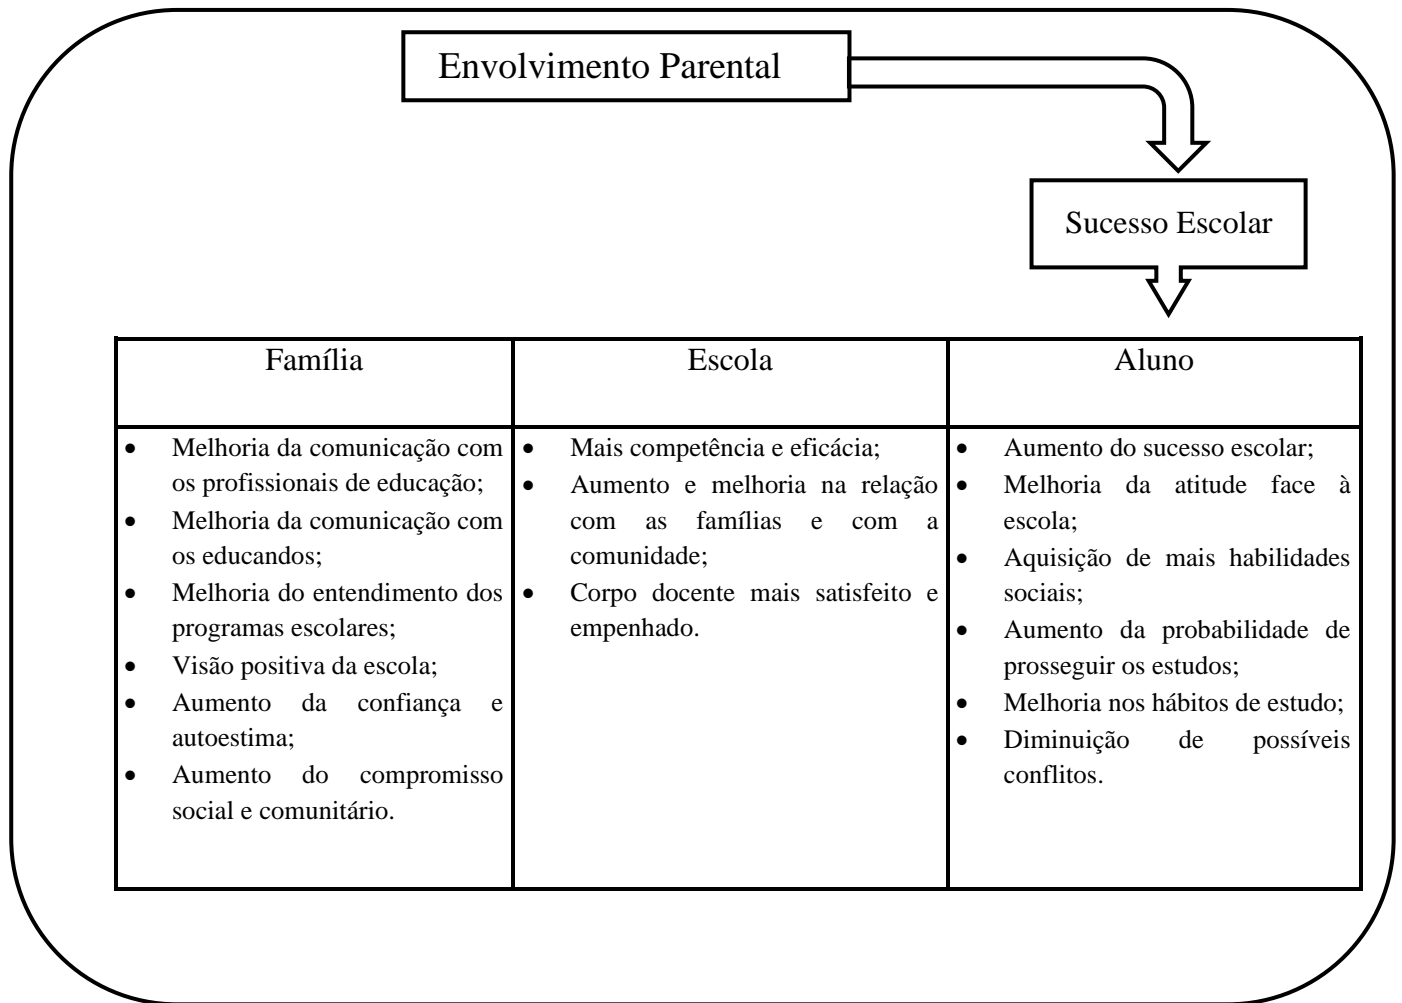 Envolvimento Parental
Sucesso Escolar
Família
Escola
Aluno
• Melhoria da comunicação com
os profissionais de educação;
• Melhoria da comunicação com
os educandos;
• Melhoria do entendimento dos
programas escolares;
• Visão positiva da escola;
• Aumento da confiança e
autoestima;
• Aumento do compromisso
social e comunitário.
• Mais competência e eficácia;
• Aumento e melhoria na relação
com as famílias e com a
comunidade;
• Corpo docente mais satisfeito e
empenhado.
• Aumento do sucesso escolar;
• Melhoria da atitude face à
escola;
• Aquisição de mais habilidades
sociais;
• Aumento da probabilidade de
prosseguir os estudos;
• Melhoria nos hábitos de estudo;
• Diminuição de possíveis
conflitos.